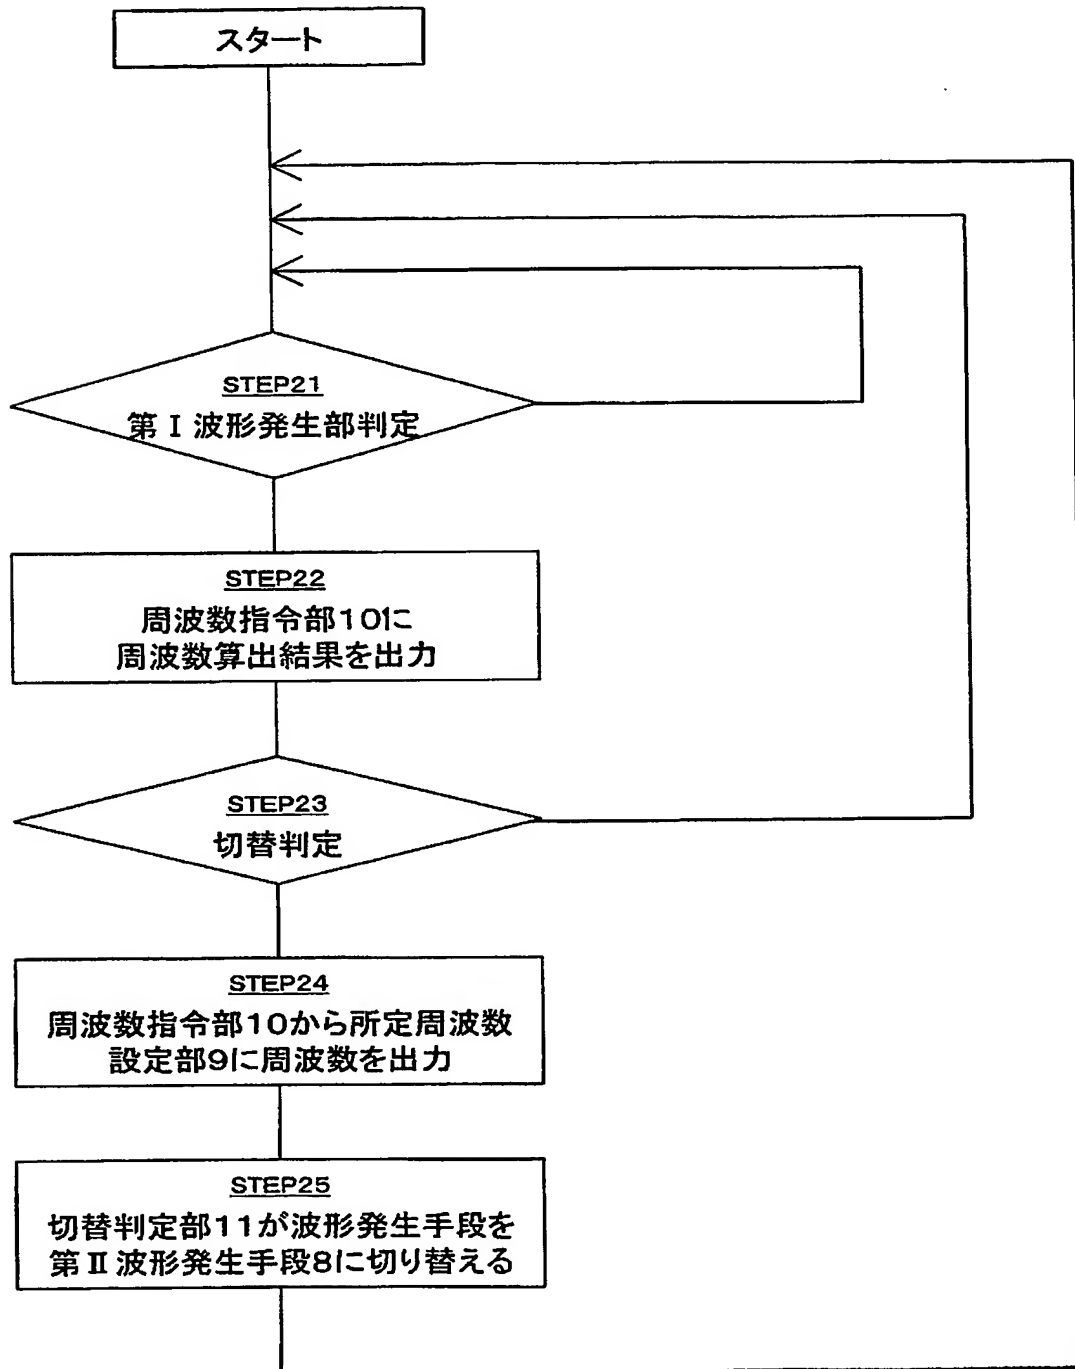 スタート
STEP21
第Ⅰ波形発生部判定
STEP22
周波数指令部10に
周波数算出結果を出力
STEP23
切替判定
STEP24
周波数指令部10から所定周波数
設定部9に周波数を出力
STEP25
切替判定部11が波形発生手段を
第Ⅱ波形発生手段8に切り替える